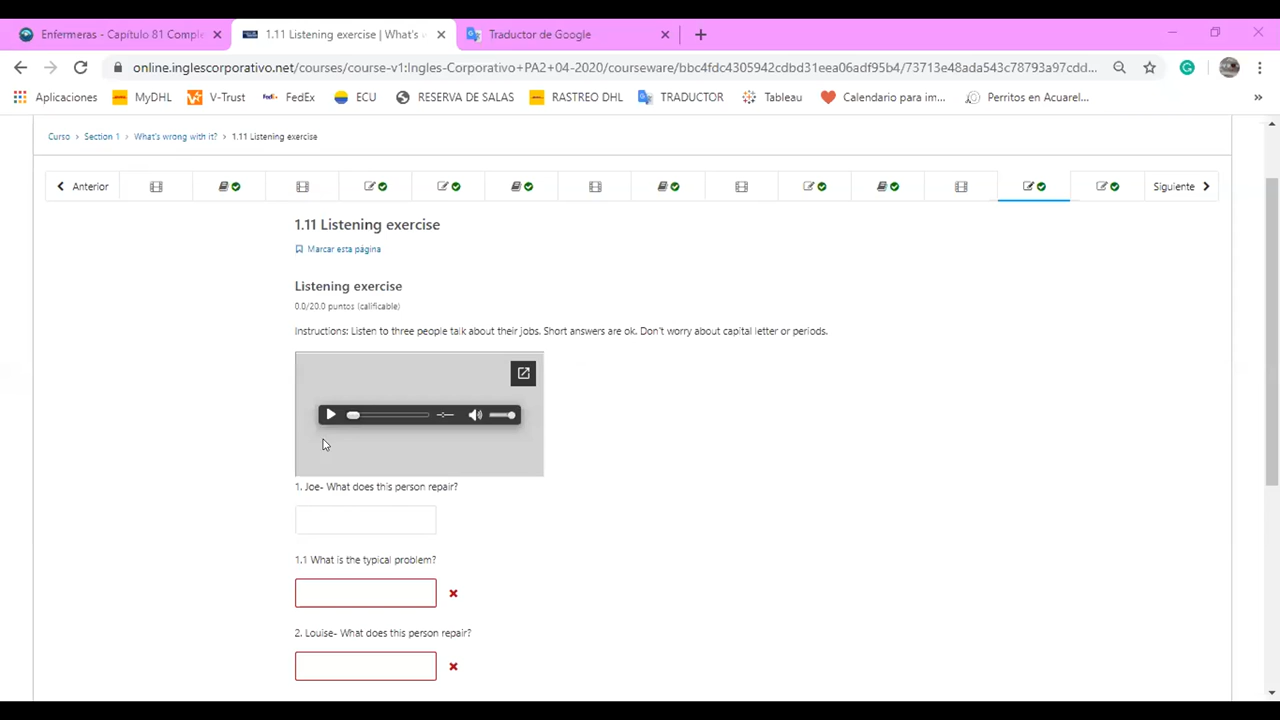 Enfermeras - Capítulo 81 Comple
1.11 Listening exercise | What's
Traductor de Google
online.inglescorporativo.net/courses/course-v1:Ingles-Corporativo+PA2+04-2020/courseware/bbc4fdc4305942cdbd31eea06adf95b4/73713e48ada543c78793a97cdd...
Aplicaciones
MyDHL
V-Trust
FedEx
ECU
RESERVA DE SALAS
RASTREO DHL
TRADUCTOR
Tableau
Calendario para im...
Perritos en Acuarel...
Curso > Section 1 > What's wrong with it? > 1.11 Listening exercise
Anterior
Siguiente
1.11 Listening exercise
Marcar esta página
Listening exercise
0.0/20.0 puntos (calificable)
Instructions: Listen to three people talk about their jobs. Short answers are ok. Don't worry about capital letter or periods.
1. Joe- What does this person repair?
1.1 What is the typical problem?
2. Louise- What does this person repair?